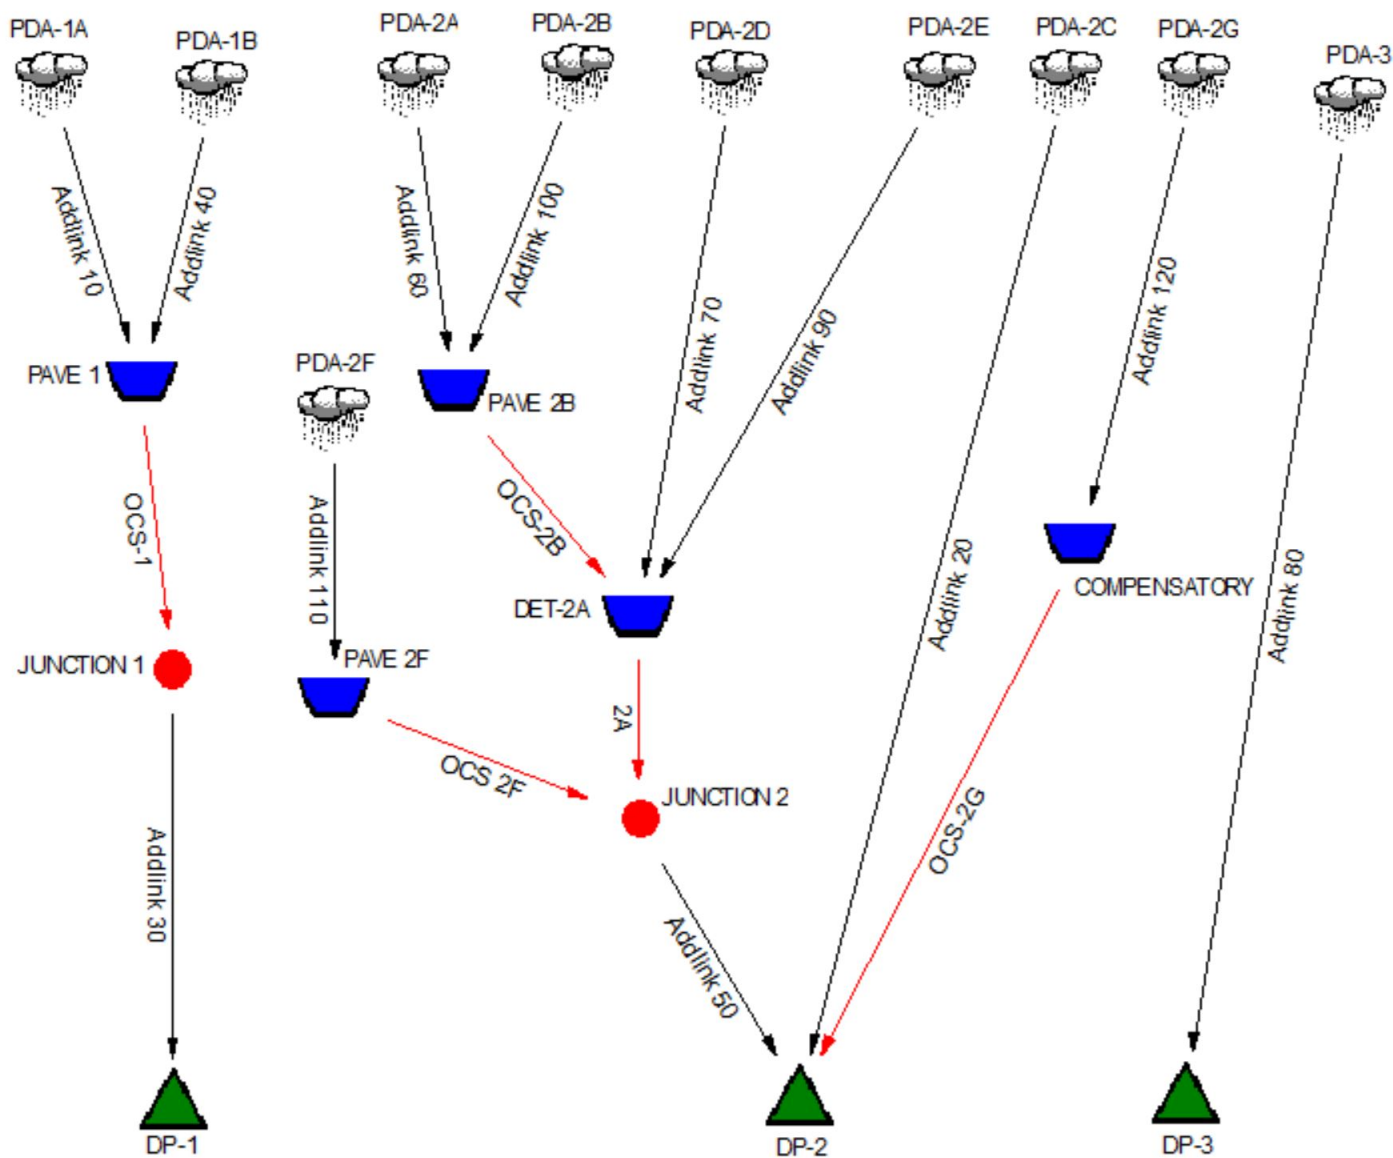 PDA-1A
PDA-1B
PDA-2A
PDA-2B
PDA-2D
PDA-2E
PDA-2C
PDA-2G
PDA-3
Addlink 10
Addlink 40
Addlink 60
Addlink 100
Addlink 70
Addlink 90
Addlink 120
PAVE 1
PDA-2F
PAVE 2B
OCS-1
Addlink 110
OCS-2B
Addlink 20
Addlink 80
COMPENSATORY
DET-2A
JUNCTION 1
PAVE 2F
2A
OCS 2F
JUNCTION 2
OCS-2G
Addlink 30
Addlink 50
DP-1
DP-2
DP-3